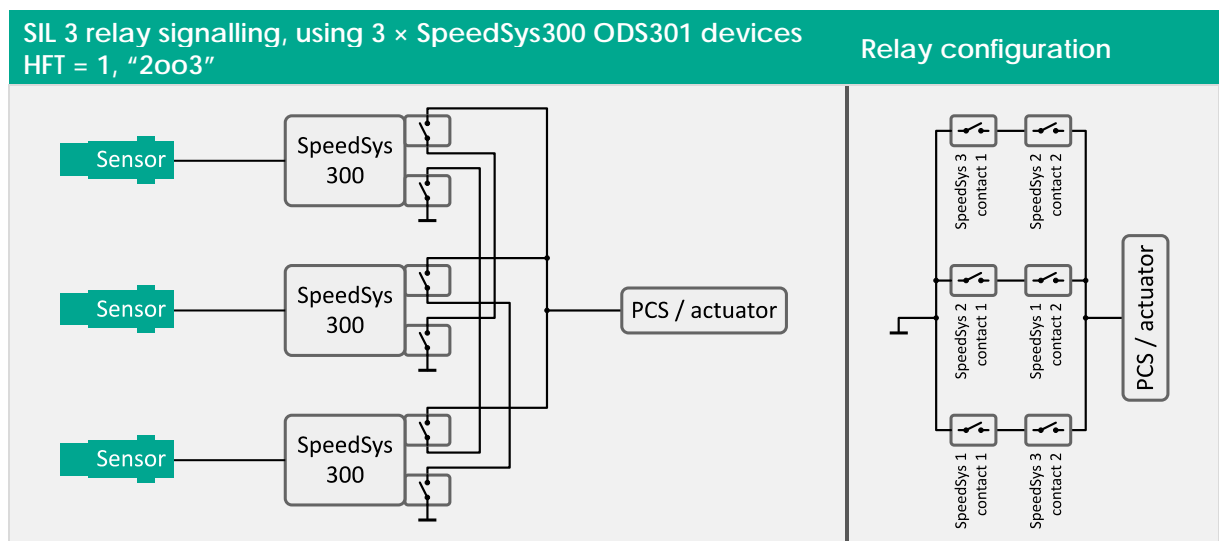 SIL 3 relay signalling, using 3 × SpeedSys300 ODS301 devices
HFT = 1, “2oo3”
Relay configuration
Sensor
SpeedSys
300
Sensor
SpeedSys
300
Sensor
SpeedSys
300
PCS / actuator
SpeedSys 3
contact 1
SpeedSys 2
contact 2
SpeedSys 2
contact 1
SpeedSys 1
contact 2
SpeedSys 1
contact 1
SpeedSys 3
contact 2
PCS / actuator